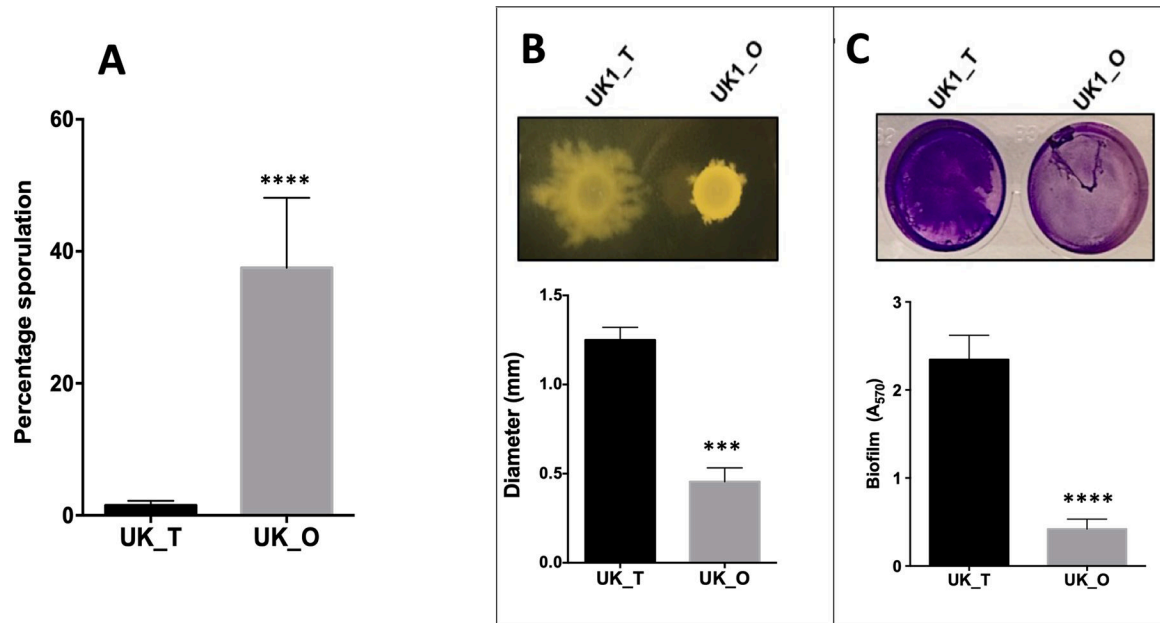 A
Percentage sporulation
60
40
20
0
****
UK_T
UK_O
B
UK1_T
UK1_O
Diameter (mm)
1.5
1.0
0.5
0.0
***
UK_T
UK_O
C
UK1_T
UK1_O
Biofilm (A570)
3
2
1
0
****
UK_T
UK_O